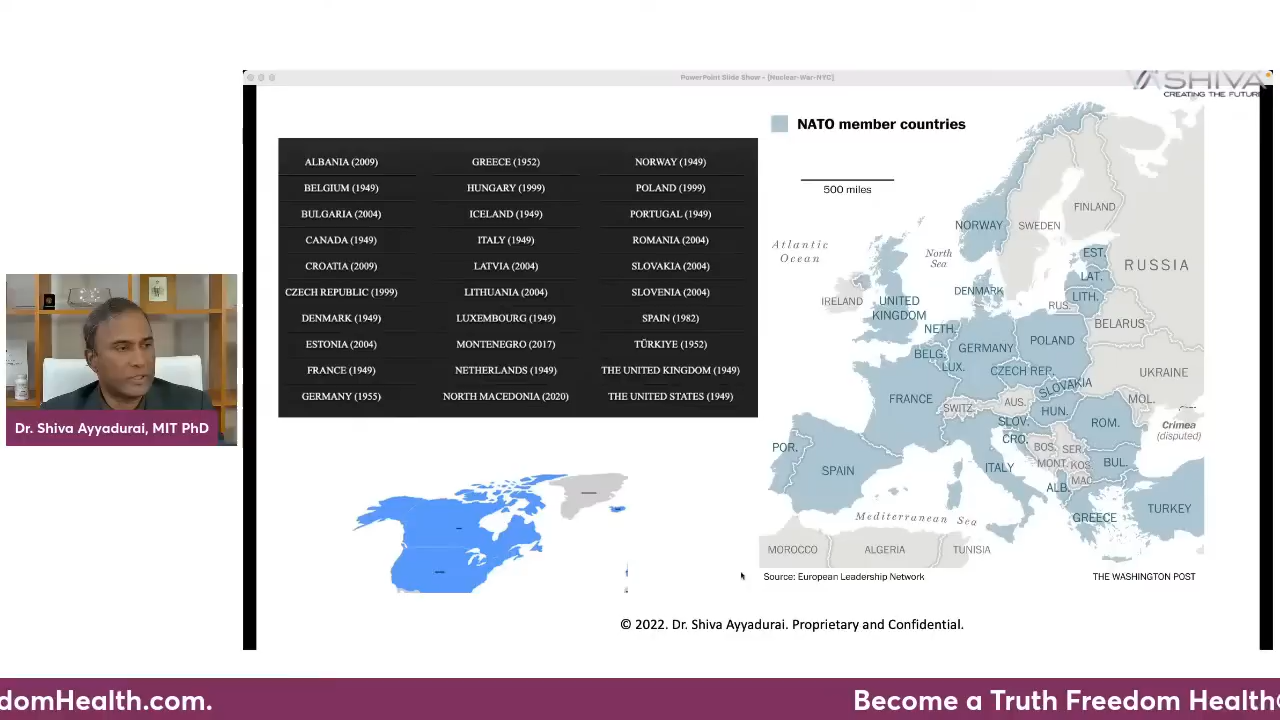 PowerPoint Slide Show - [Nuclear-War-NYC]
ASHIVA
CREATING THE FUTURE
NATO member countries
500 miles
ALBANIA (2009)
BELGIUM (1949)
BULGARIA (2004)
CANADA (1949)
CROATIA (2009)
CZECH REPUBLIC (1999)
DENMARK (1949)
ESTONIA (2004)
FRANCE (1949)
GERMANY (1955)
GREECE (1952)
HUNGARY (1999)
ICELAND (1949)
ITALY (1949)
LATVIA (2004)
LITHUANIA (2004)
LUXEMBOURG (1949)
MONTENEGRO (2017)
NETHERLANDS (1949)
NORTH MACEDONIA (2020)
NORWAY (1949)
POLAND (1999)
PORTUGAL (1949)
ROMANIA (2004)
SLOVAKIA (2004)
SLOVENIA (2004)
SPAIN (1982)
TÜRKIYE (1952)
THE UNITED KINGDOM (1949)
THE UNITED STATES (1949)
Atlantic
Ocean
North
Sea
NORWAY
SWEDEN
FINLAND
RUSSIA
EST.
LAT.
LITH.
RUS.
IRELAND
UNITED
KINGDOM
DENMARK
NETH.
BELG.
LUX.
GERMANY
POLAND
BELARUS
CZECH REP.
SLOVAKIA
UKRAINE
FRANCE
SWITZ.
AUS.
HUN.
MOL.
SLOV.
CRO.
ROM.
Crimea
(disputed)
BOS.
SER.
MONT.
KOS
MAC
BUL.
ALB.
POR.
SPAIN
ITALY
GREECE
TURKEY
Mediterranean Sea
MOROCCO
ALGERIA
TUNISIA
Source: European Leadership Network
THE WASHINGTON POST
© 2022. Dr. Shiva Ayyadurai. Proprietary and Confidential.
Dr. Shiva Ayyadurai, MIT PhD
domHealth.com.
Become a Truth Freedom Health